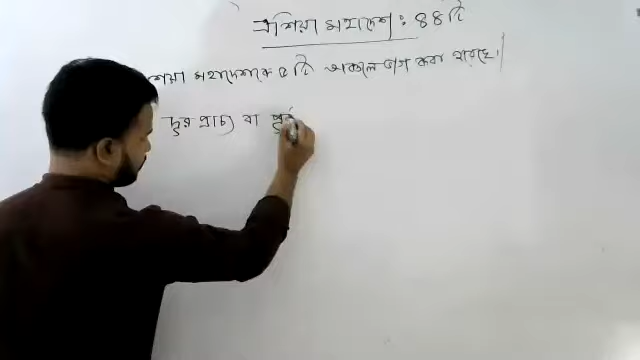 এশিয়া মহাদেশ : ৪৪টি
শিয়া মহাদেশকে ৫টি অঞ্চলে ভাগ করা হয়েছে।
দূর প্রাচ্য বা পূর্ব